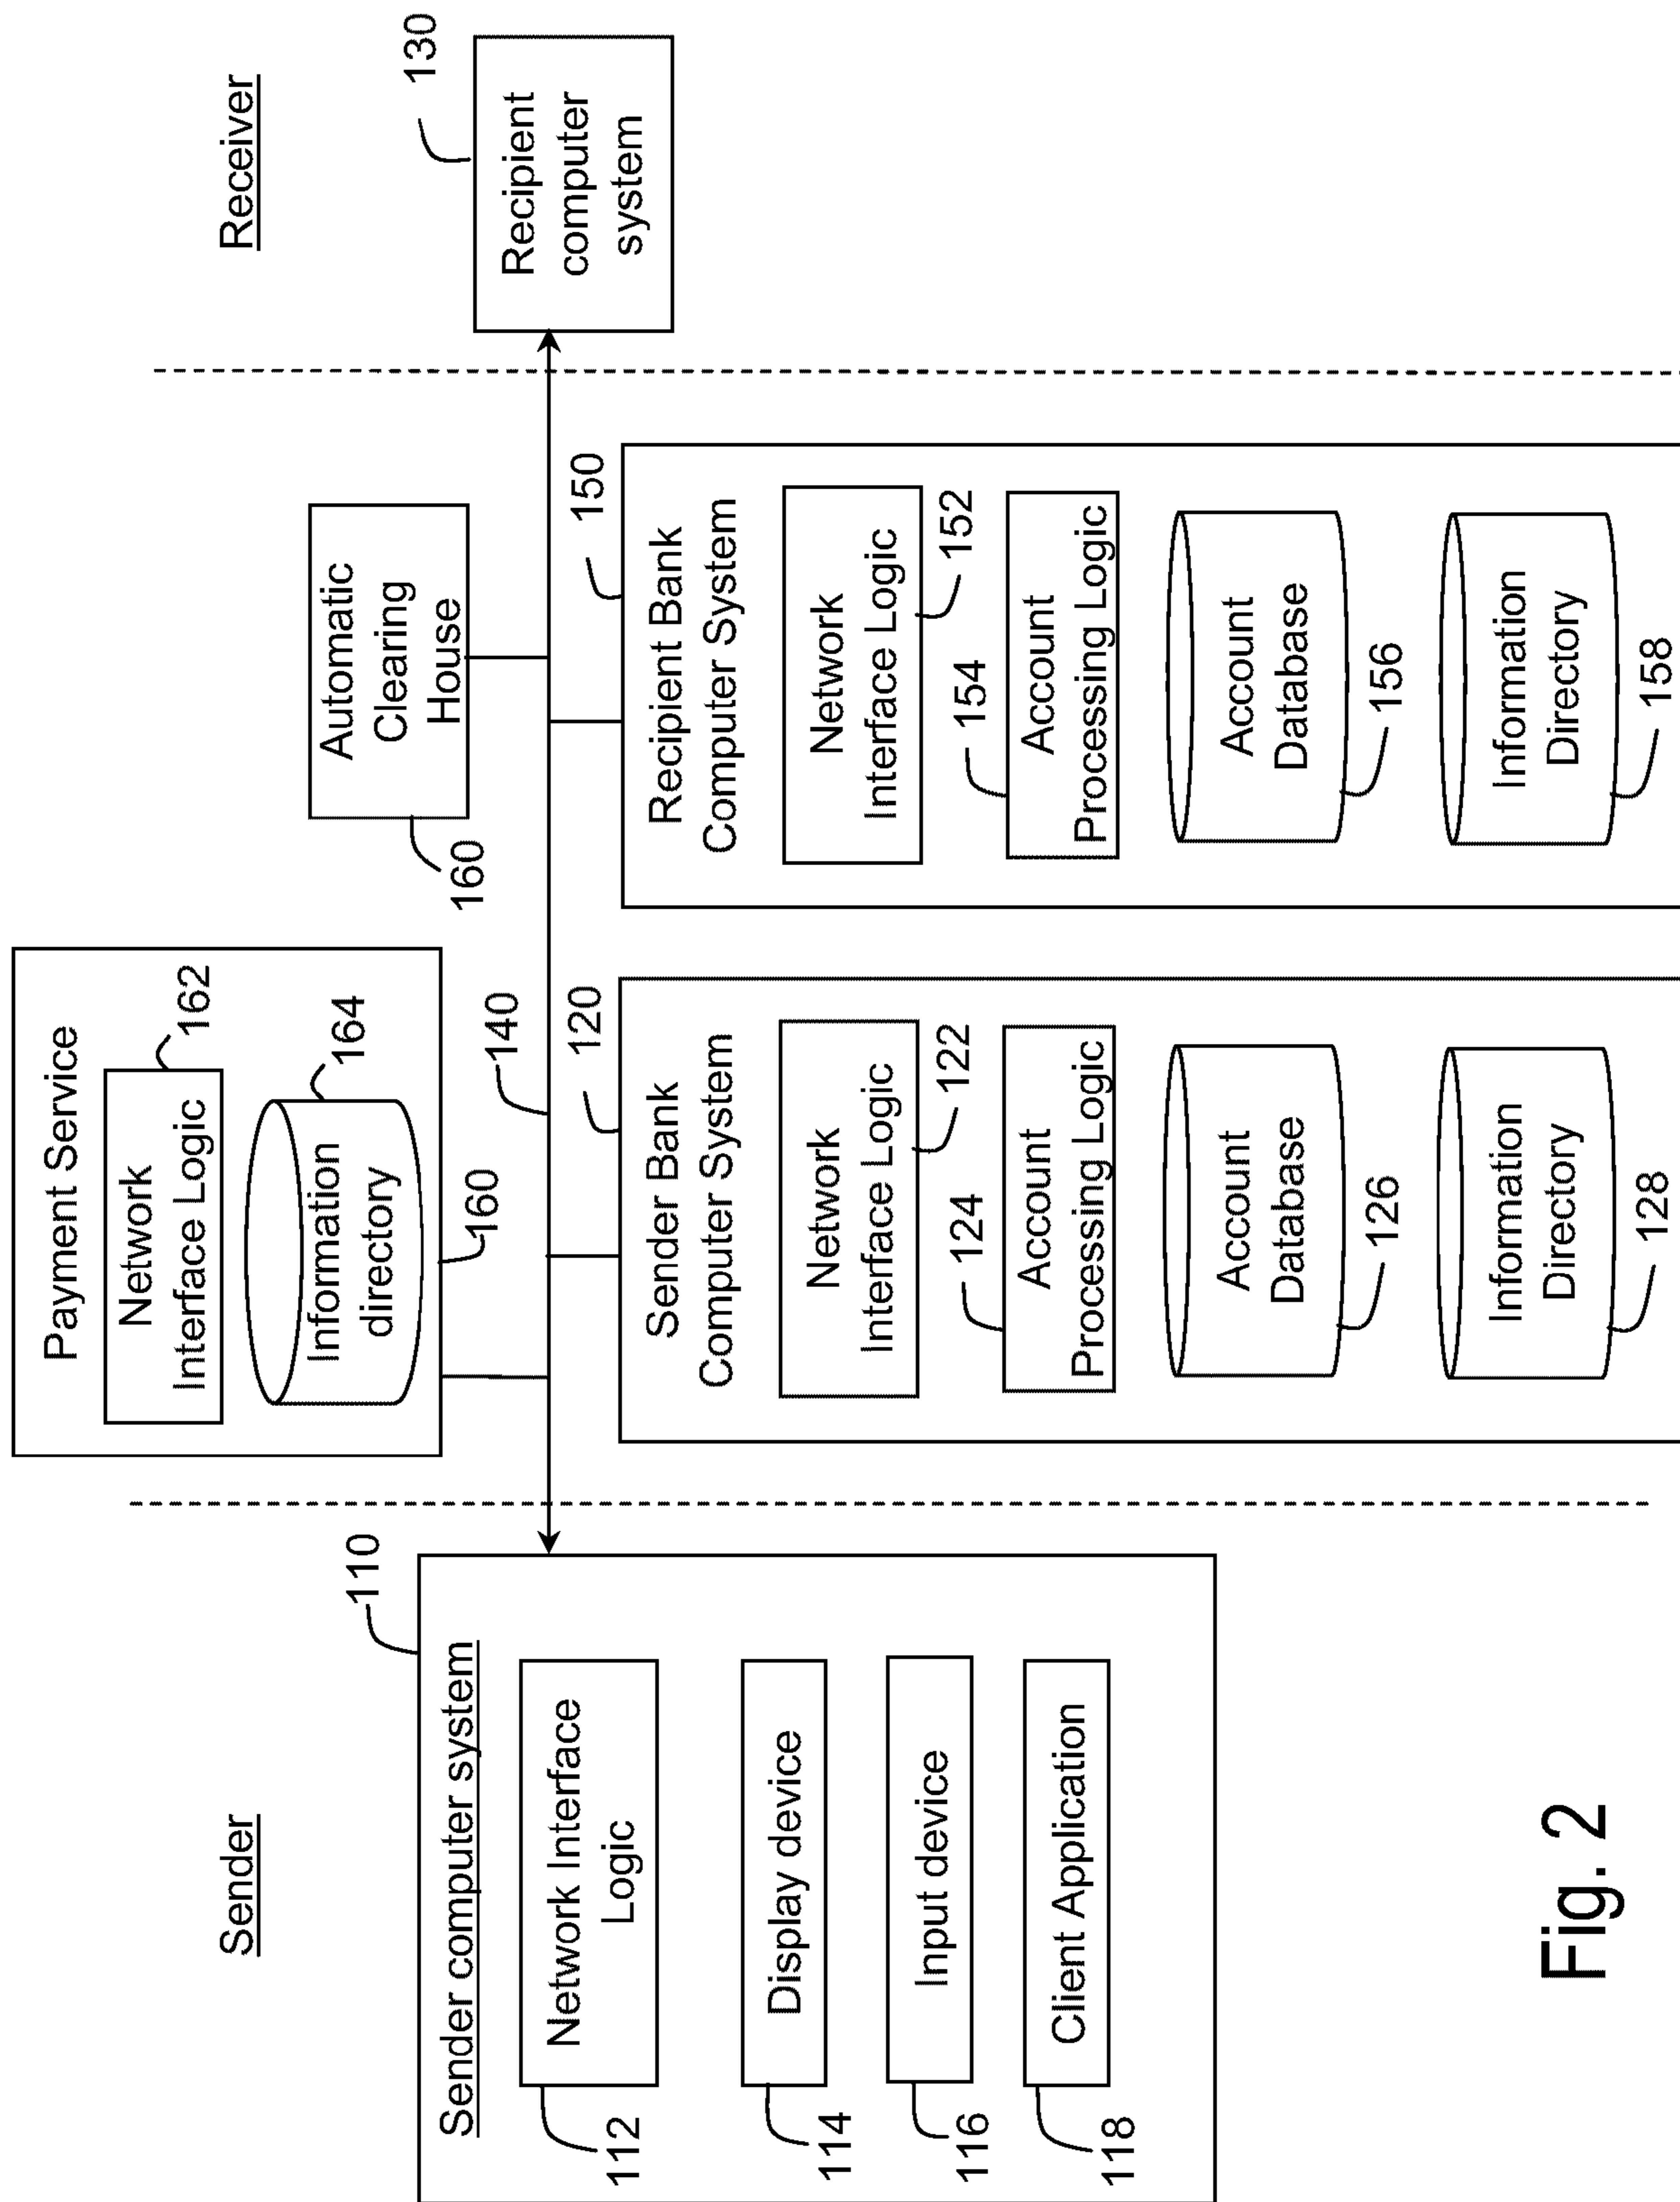 Sender
Receiver
110
Sender computer system
Network Interface
Logic
112
Display device
114
Input device
116
Client Application
118
Payment Service
Network
Interface Logic
162
Information
directory
164
160
140
Automatic
Clearing
House
160
130
Recipient
computer
system
120
Sender Bank
Computer System
Network
Interface Logic
122
124
Account
Processing Logic
Account
Database
126
Information
Directory
128
150
Recipient Bank
Computer System
Network
Interface Logic
152
154
Account
Processing Logic
Account
Database
156
Information
Directory
158
Fig. 2